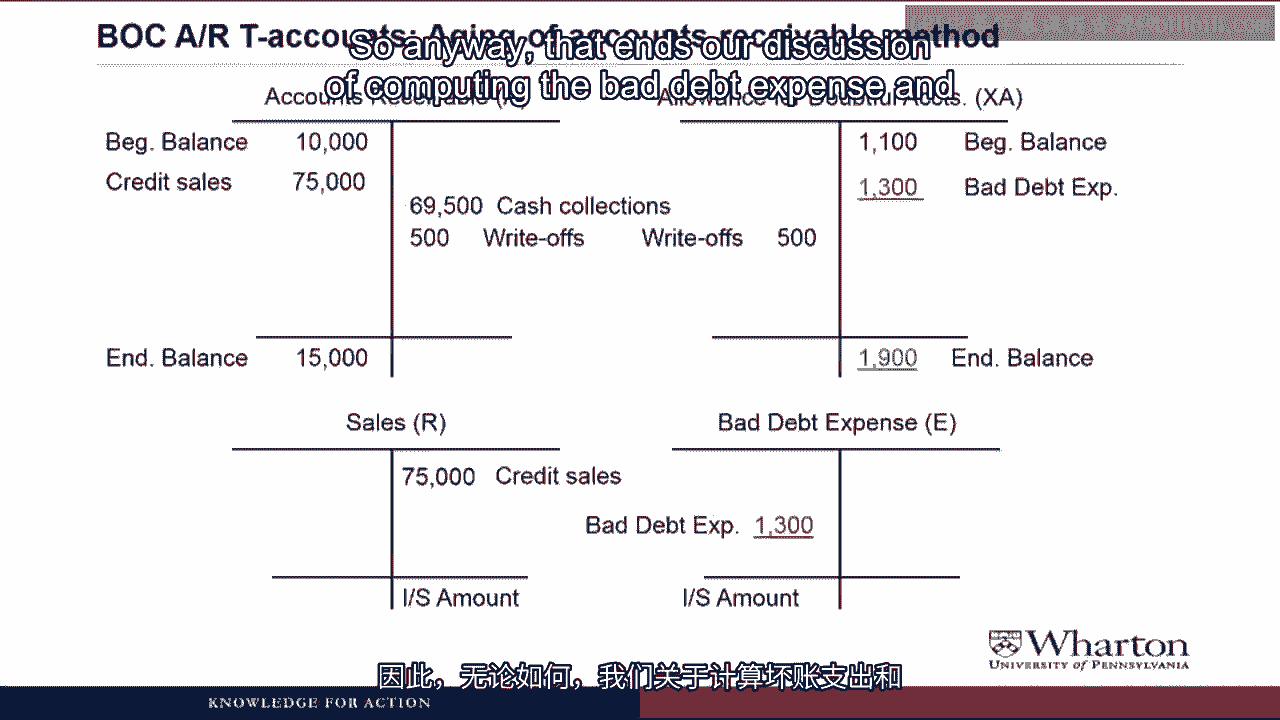 BOC A/R T-accounts: Aging of accounts receivable method
So anyway, that ends our discussion
of computing the bad debt expense and
Accounts Receivable (A)
Allowance for Doubtful Accts. (XA)
Beg. Balance 10,000
1,100 Beg. Balance
Credit sales 75,000
1,300 Bad Debt Exp.
69,500 Cash collections
500 Write-offs
Write-offs 500
End. Balance 15,000
1,900 End. Balance
Sales (R)
Bad Debt Expense (E)
75,000 Credit sales
Bad Debt Exp. 1,300
I/S Amount
I/S Amount
Wharton
UNIVERSITY of PENNSYLVANIA
因此，无论如何，我们关于计算坏账支出和
KNOWLEDGE FOR ACTION